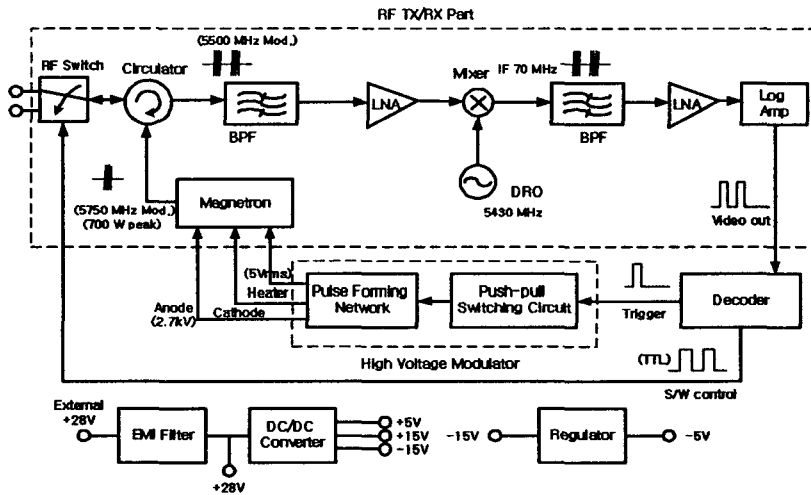 RF TX/RX Part
(5500 MHz Mod.)
RF Switch
Circulator
BPF
LNA
Mixer
IF 70 MHz
BPF
LNA
Log
Amp
DRO
5430 MHz
(5750 MHz Mod.)
(700 W peak)
Magnetron
Video out
(5Vrms)
Heater
Anode
(2.7kV)
Cathode
Pulse Forming
Network
Push-pull
Switching Circuit
Trigger
Decoder
High Voltage Modulator
(TTL)
S/W control
External
+28V
EMI Filter
+28V
DC/DC
Converter
+5V
+15V
-15V
-15V
Regulator
-5V